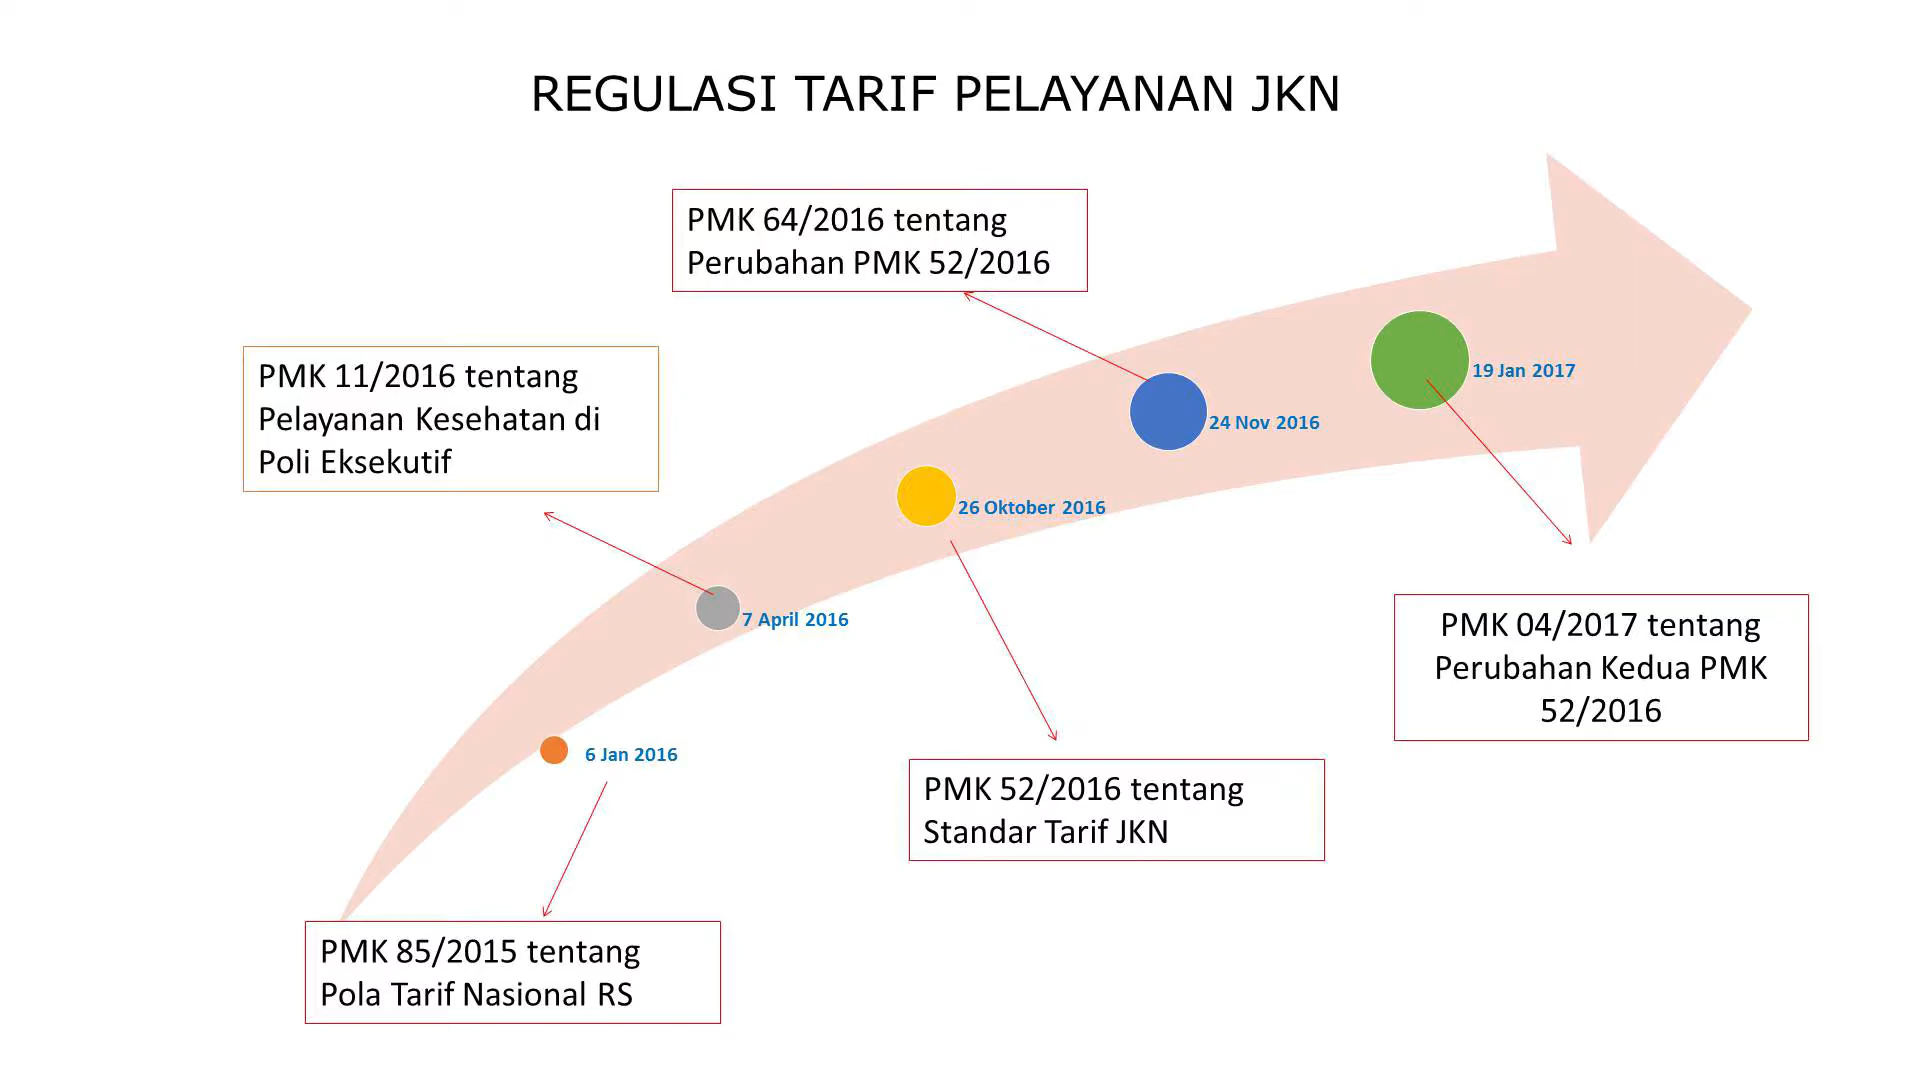 REGULASI TARIF PELAYANAN JKN
PMK 64/2016 tentang
Perubahan PMK 52/2016
PMK 11/2016 tentang
Pelayanan Kesehatan di
Poli Eksekutif
19 Jan 2017
24 Nov 2016
26 Oktober 2016
7 April 2016
6 Jan 2016
PMK 04/2017 tentang
Perubahan Kedua PMK
52/2016
PMK 52/2016 tentang
Standar Tarif JKN
PMK 85/2015 tentang
Pola Tarif Nasional RS